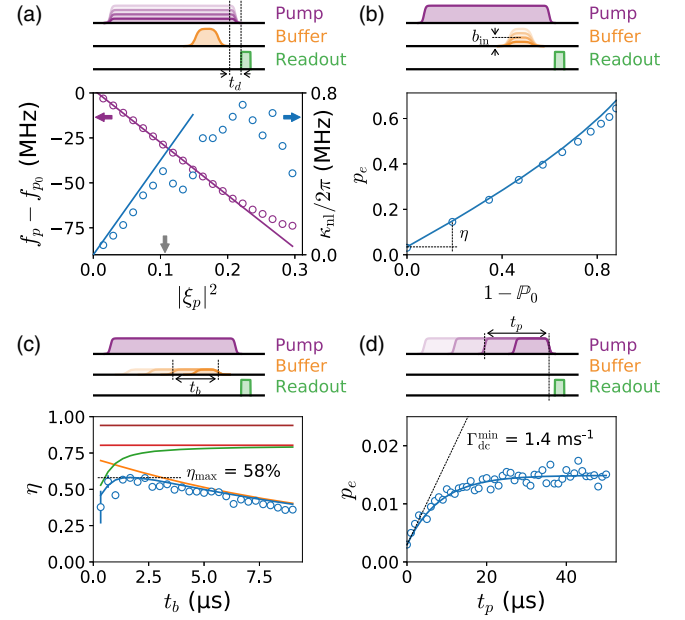 (a)
Pump
Buffer
Readout
t_d
0
−25
−50
−75
f_p − f_{p_0} (MHz)
0.8
0.0
κ_nl/2π (MHz)
0.0
0.1
0.2
0.3
|ξ_p|²
(b)
Pump
b_in
Buffer
Readout
0.6
0.4
0.2
0.0
p_e
η
0.0
0.2
0.4
0.6
0.8
1 − ℙ₀
(c)
Pump
Buffer
t_b
Readout
1.00
0.75
0.50
0.25
0.00
η
η_max = 58%
0.0
2.5
5.0
7.5
t_b (μs)
(d)
t_p
Pump
Buffer
Readout
0.02
0.01
0.00
p_e
Γ_dc^min = 1.4 ms⁻¹
0
20
40
t_p (μs)